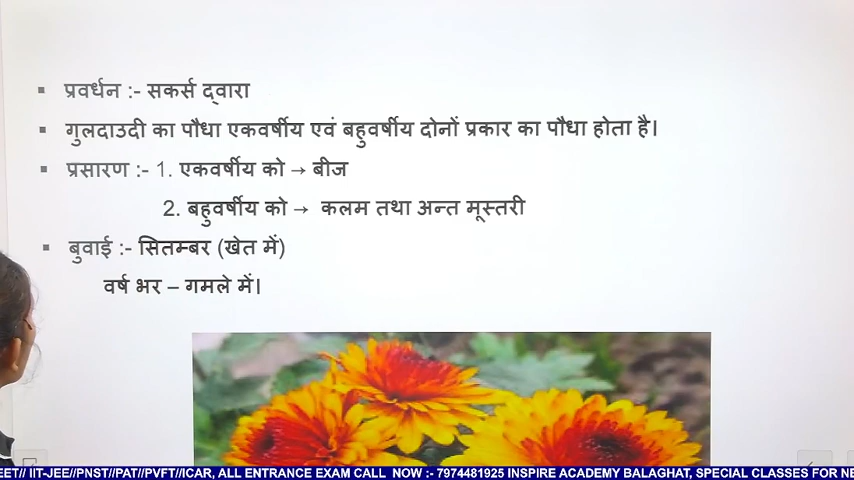 ▪ प्रवर्धन :- सकर्स द्वारा
▪ गुलदाउदी का पौधा एकवर्षीय एवं बहुवर्षीय दोनों प्रकार का पौधा होता है।
▪ प्रसारण :- 1. एकवर्षीय को → बीज
2. बहुवर्षीय को → कलम तथा अन्त मूस्तरी
▪ बुवाई :- सितम्बर (खेत में)
वर्ष भर – गमले में।
EET// IIT-JEE//PNST//PAT//PVFT//ICAR, ALL ENTRANCE EXAM CALL NOW :- 7974481925 INSPIRE ACADEMY BALAGHAT, SPECIAL CLASSES FOR NE